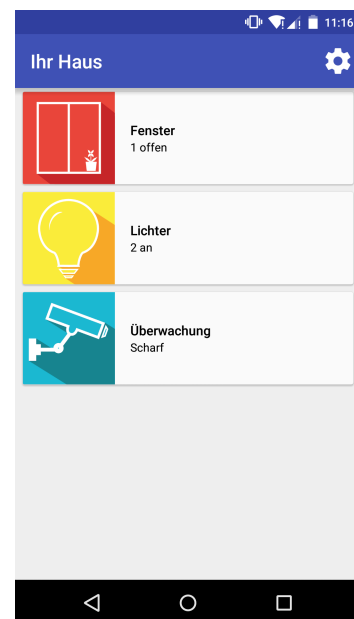 11:16
Ihr Haus
Fenster
1 offen
Lichter
2 an
Überwachung
Scharf